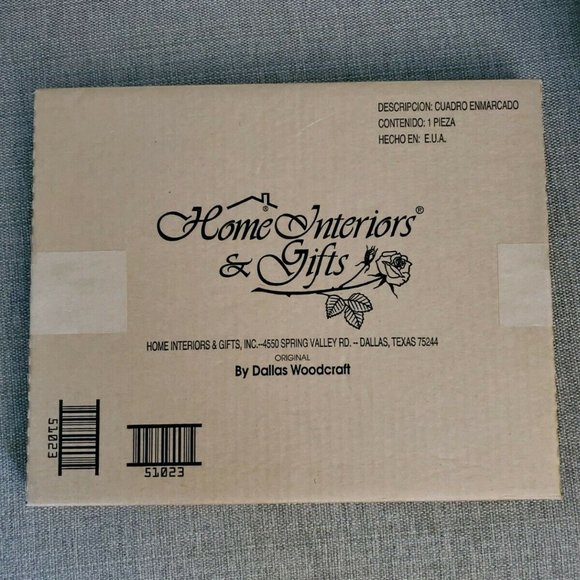 DESCRIPCION: CUADRO ENMARCADO
CONTENIDO: 1 PIEZA
HECHO EN: E.U.A.
Home Interiors®
& Gifts
HOME INTERIORS & GIFTS, INC.--4550 SPRING VALLEY RD. -- DALLAS, TEXAS 75244
ORIGINAL
By Dallas Woodcraft
51023
51023